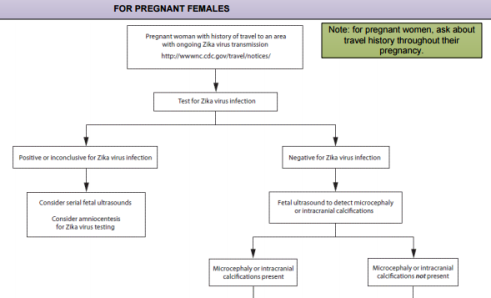 FOR PREGNANT FEMALES
Pregnant woman with history of travel to an area
with ongoing Zika virus transmission
http://wwwnc.cdc.gov/travel/notices/
Note: for pregnant women, ask about
travel history throughout their
pregnancy.
Test for Zika virus infection
Positive or inconclusive for Zika virus infection
Negative for Zika virus infection
Consider serial fetal ultrasounds
Consider amniocentesis
for Zika virus testing
Fetal ultrasound to detect microcephaly
or intracranial calcifications
Microcephaly or intracranial
calcifications present
Microcephaly or intracranial
calcifications not present